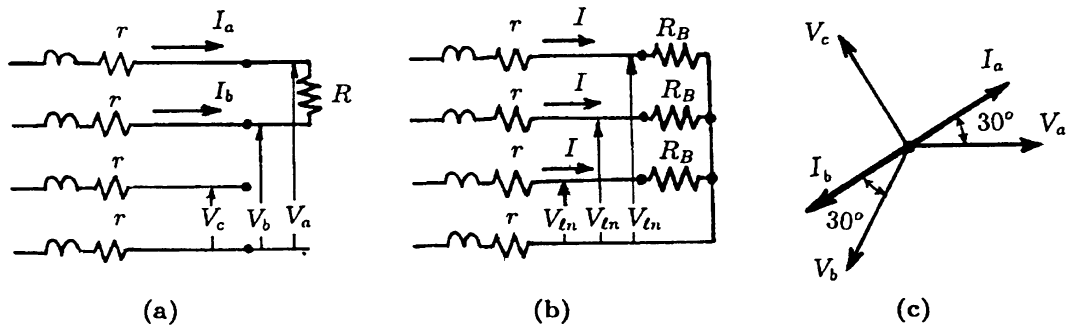 r I_a
r I_b R
r
r V_c V_b V_a
(a)
r I R_B
r I R_B
r I R_B
r V_ℓn V_ℓn V_ℓn
(b)
V_c I_a
30° V_a
I_b
30°
V_b
(c)